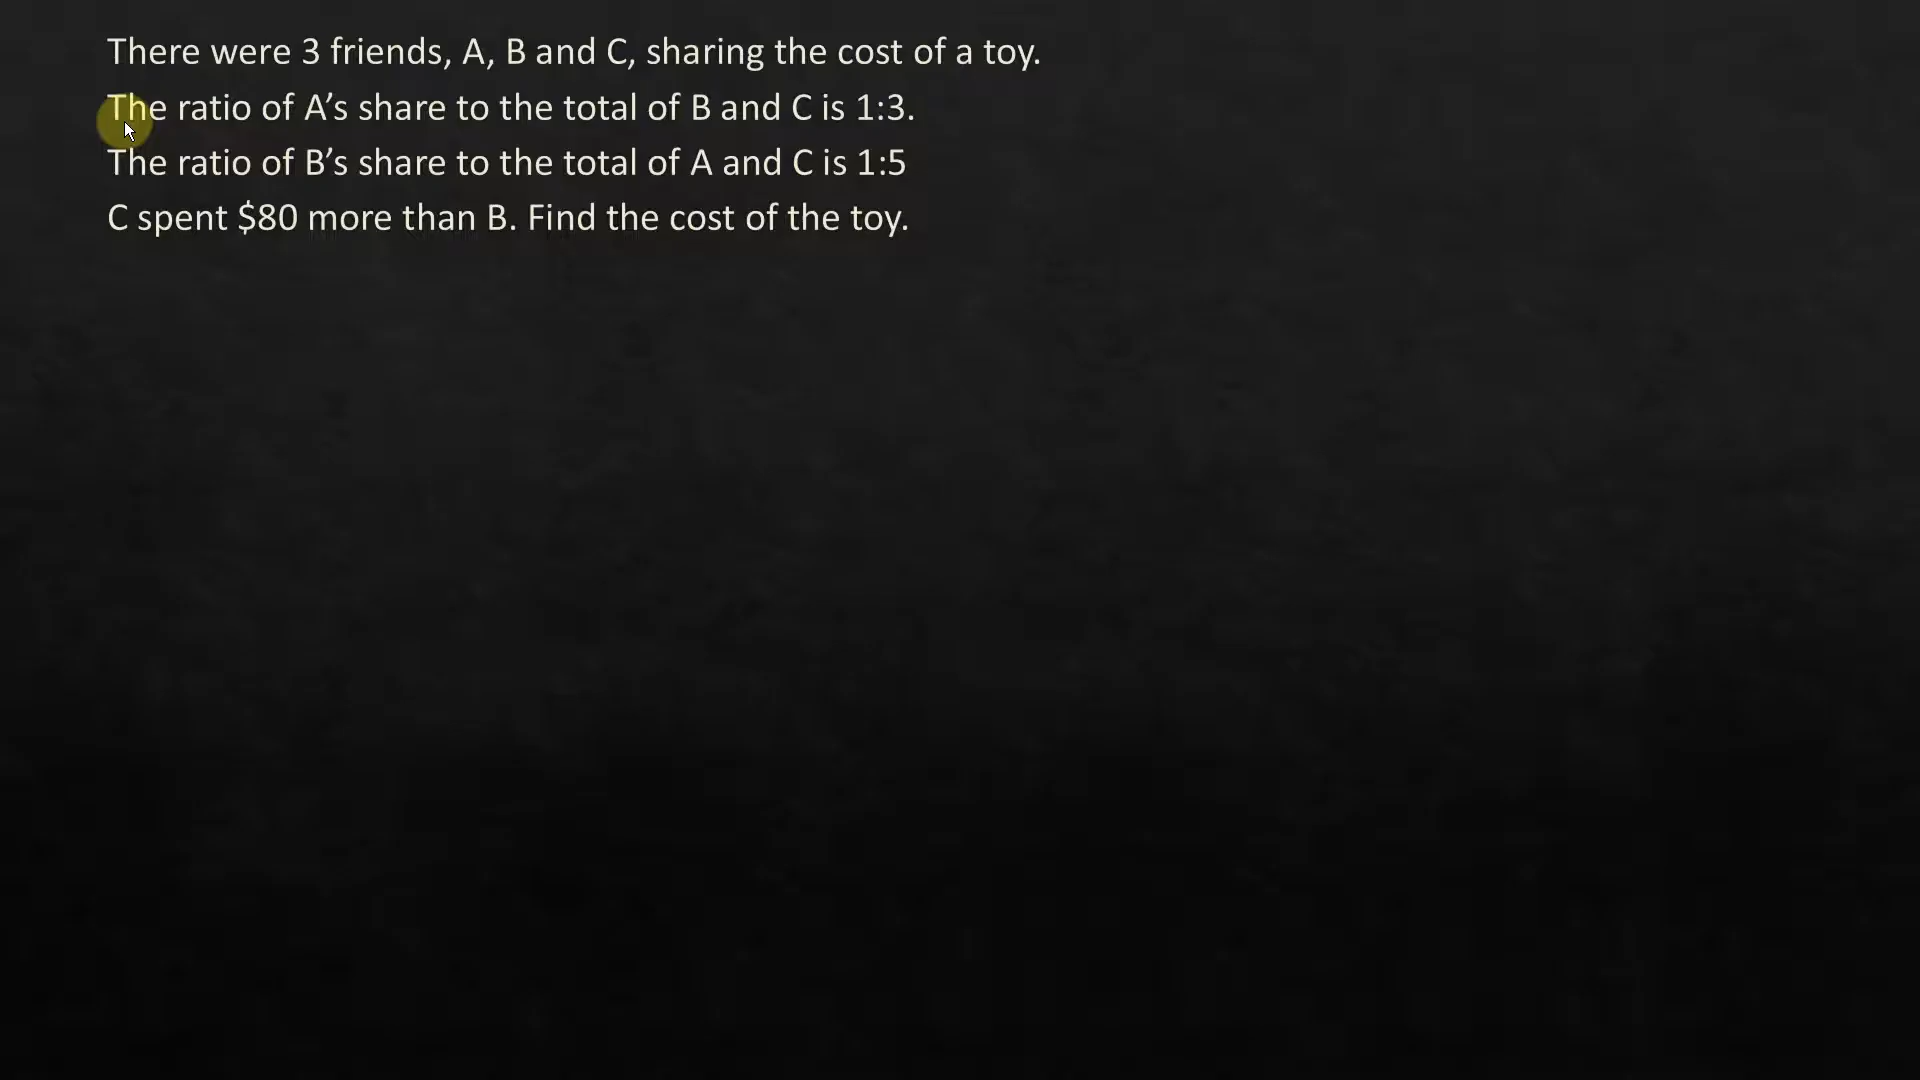 There were 3 friends, A, B and C, sharing the cost of a toy.
The ratio of A’s share to the total of B and C is 1:3.
The ratio of B’s share to the total of A and C is 1:5
C spent $80 more than B. Find the cost of the toy.